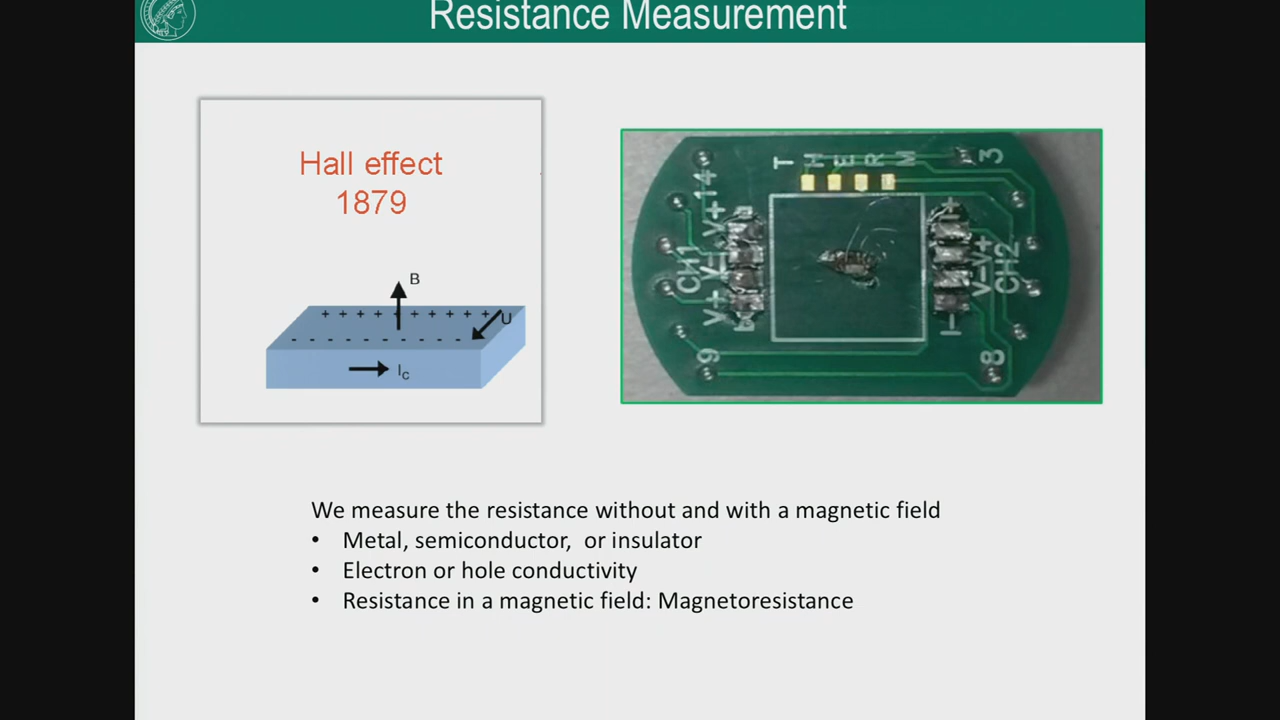 Resistance Measurement
Hall effect
1879
B
+ + + + + + + + + +
U
- - - - - - - - - -
Ic
T H E R M
3
14
V+
I+
CH1
V-
V-V+
CH2
V+
I-
9
8
We measure the resistance without and with a magnetic field
• Metal, semiconductor, or insulator
• Electron or hole conductivity
• Resistance in a magnetic field: Magnetoresistance